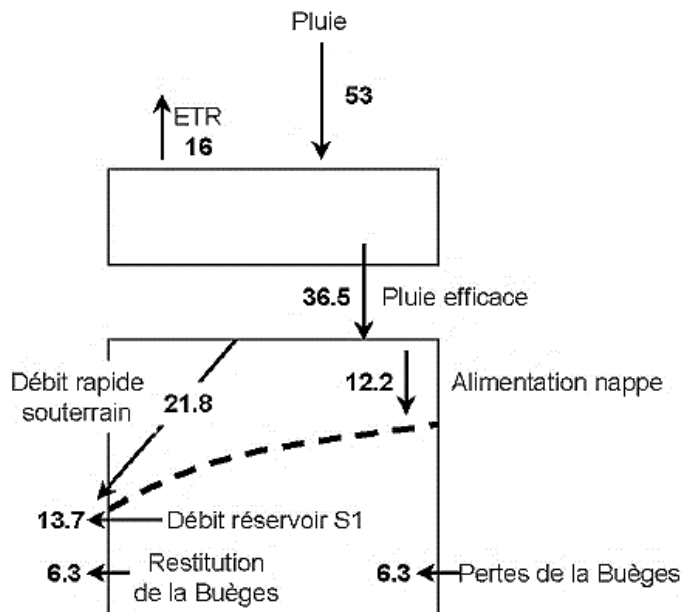 Pluie
53
ETR
16
36.5 Pluie efficace
Débit rapide
souterrain
21.8
12.2
Alimentation nappe
13.7 Débit réservoir S1
6.3
Restitution
de la Buèges
6.3 Pertes de la Buèges